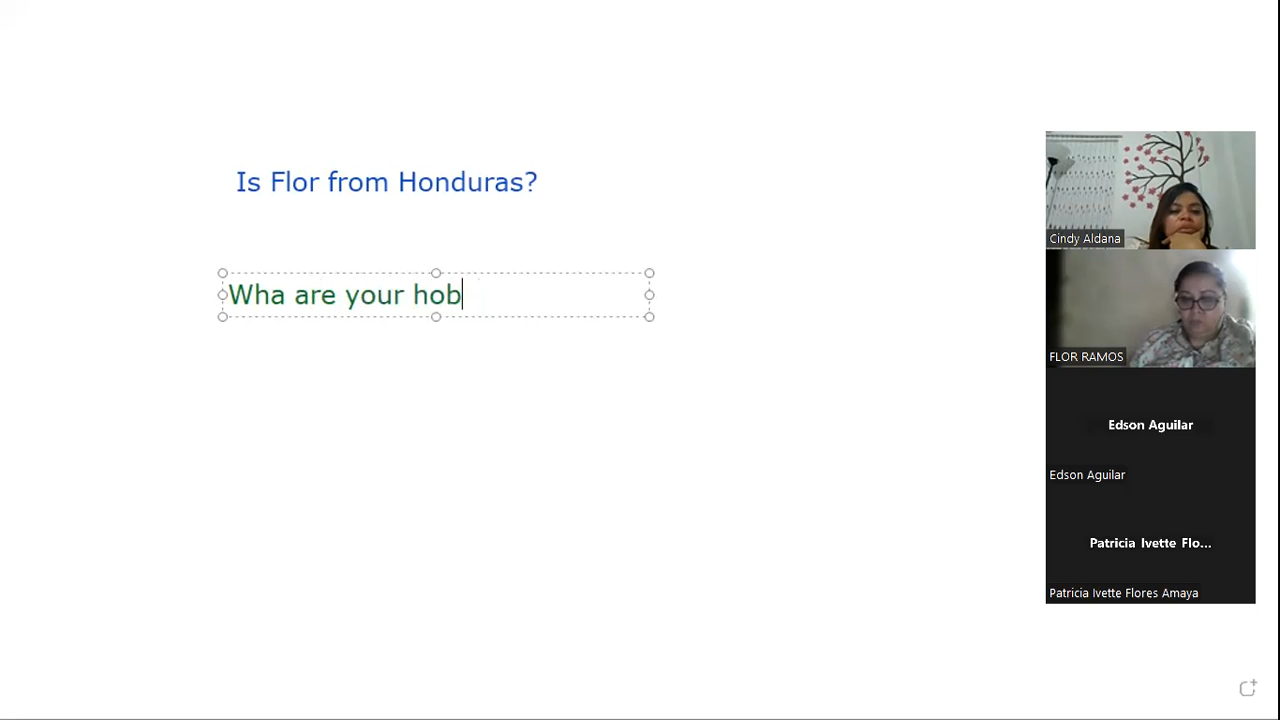 Is Flor from Honduras?
Wha are your hob
Cindy Aldana
FLOR RAMOS
Edson Aguilar
Edson Aguilar
Patricia Ivette Flo...
Patricia Ivette Flores Amaya